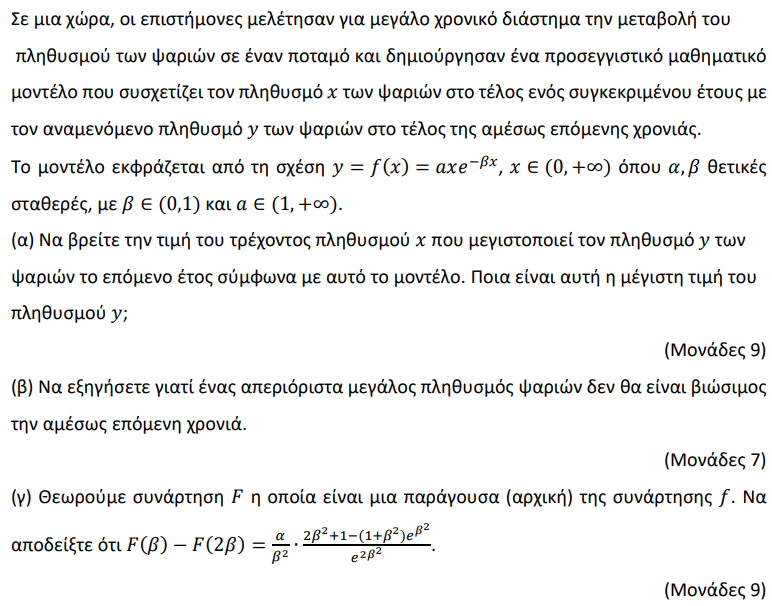 Σε μια χώρα, οι επιστήμονες μελέτησαν για μεγάλο χρονικό διάστημα την μεταβολή του
πληθυσμού των ψαριών σε έναν ποταμό και δημιούργησαν ένα προσεγγιστικό μαθηματικό
μοντέλο που συσχετίζει τον πληθυσμό 𝑥 των ψαριών στο τέλος ενός συγκεκριμένου έτους με
τον αναμενόμενο πληθυσμό 𝑦 των ψαριών στο τέλος της αμέσως επόμενης χρονιάς.
Το μοντέλο εκφράζεται από τη σχέση $y = f(x) = \alpha x e^{-\beta x}$, $x \in (0, +\infty)$ όπου $\alpha, \beta$ θετικές
σταθερές, με $\beta \in (0,1)$ και $\alpha \in (1, +\infty)$.
(α) Να βρείτε την τιμή του τρέχοντος πληθυσμού 𝑥 που μεγιστοποιεί τον πληθυσμό 𝑦 των
ψαριών το επόμενο έτος σύμφωνα με αυτό το μοντέλο. Ποια είναι αυτή η μέγιστη τιμή του
πληθυσμού 𝑦;
(Μονάδες 9)
(β) Να εξηγήσετε γιατί ένας απεριόριστα μεγάλος πληθυσμός ψαριών δεν θα είναι βιώσιμος
την αμέσως επόμενη χρονιά.
(Μονάδες 7)
(γ) Θεωρούμε συνάρτηση 𝐹 η οποία είναι μια παράγουσα (αρχική) της συνάρτησης 𝑓. Να
αποδείξτε ότι $F(\beta) - F(2\beta) = \frac{\alpha}{\beta^2} \cdot \frac{2\beta^2+1-(1+\beta^2)e^{\beta^2}}{e^{2\beta^2}}$.
(Μονάδες 9)